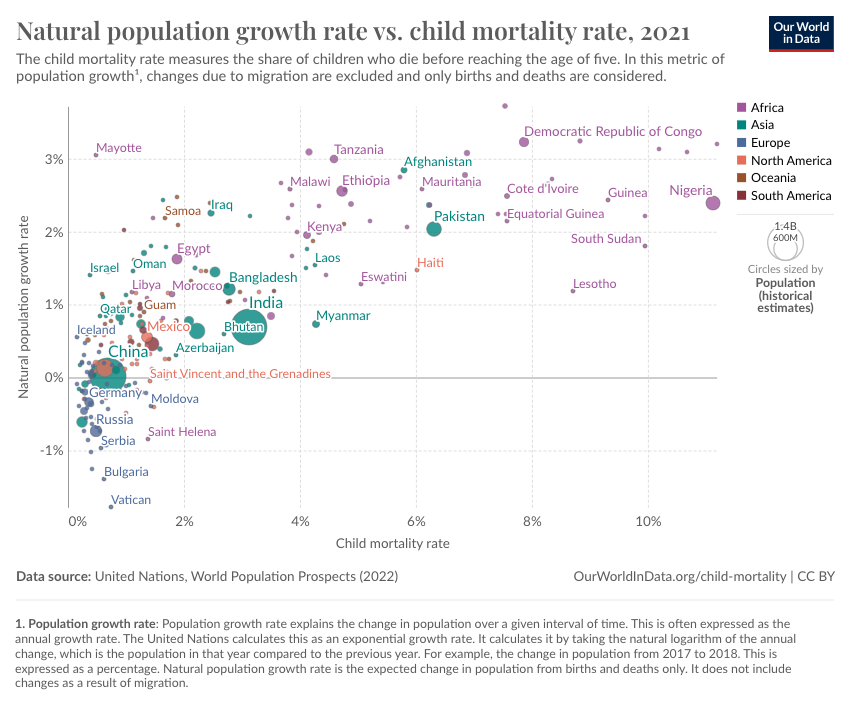 Natural population growth rate vs. child mortality rate, 2021
Our World
in Data
The child mortality rate measures the share of children who die before reaching the age of five. In this metric of
population growth¹, changes due to migration are excluded and only births and deaths are considered.
Africa
Asia
Europe
North America
Oceania
South America
1:4B
600M
Circles sized by
Population
(historical
estimates)
Natural population growth rate
3%
2%
1%
0%
-1%
Mayotte
Tanzania
Democratic Republic of Congo
Afghanistan
Malawi
Ethiopia
Mauritania
Cote d'Ivoire
Guinea
Nigeria
Samoa
Iraq
Pakistan
Equatorial Guinea
Kenya
South Sudan
Egypt
Israel
Oman
Laos
Haiti
Bangladesh
Eswatini
Libya
Morocco
Lesotho
Qatar
Guam
India
Myanmar
Iceland
Mexico
Bhutan
China
Azerbaijan
Saint Vincent and the Grenadines
Germany
Moldova
Russia
Saint Helena
Serbia
Bulgaria
Vatican
0%
2%
4%
6%
8%
10%
Child mortality rate
Data source: United Nations, World Population Prospects (2022)
OurWorldInData.org/child-mortality | CC BY
1. Population growth rate: Population growth rate explains the change in population over a given interval of time. This is often expressed as the
annual growth rate. The United Nations calculates this as an exponential growth rate. It calculates it by taking the natural logarithm of the annual
change, which is the population in that year compared to the previous year. For example, the change in population from 2017 to 2018. This is
expressed as a percentage. Natural population growth rate is the expected change in population from births and deaths only. It does not include
changes as a result of migration.